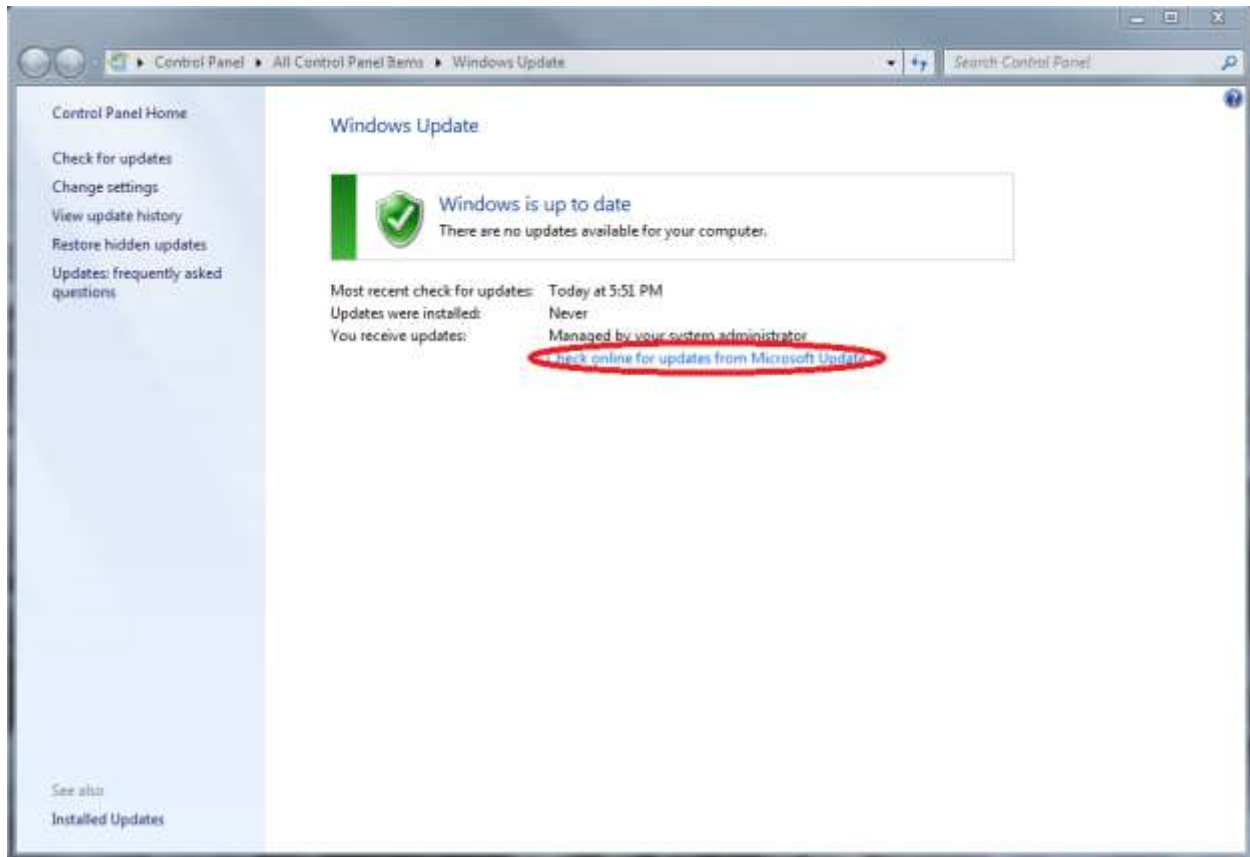 Control Panel ▸ All Control Panel Items ▸ Windows Update
Search Control Panel
Control Panel Home
Check for updates
Change settings
View update history
Restore hidden updates
Updates: frequently asked
questions
See also
Installed Updates
Windows Update
Windows is up to date
There are no updates available for your computer.
Most recent check for updates: Today at 5:51 PM
Updates were installed: Never
You receive updates: Managed by your system administrator
Check online for updates from Microsoft Update